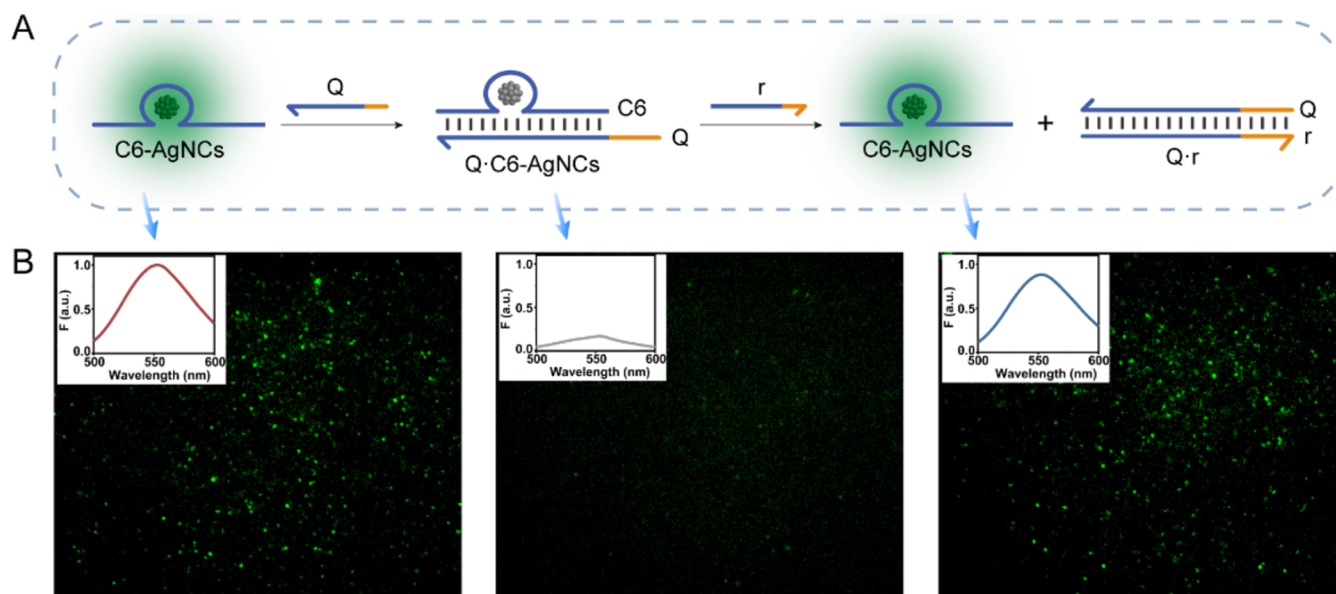 A
Q
r
C6
Q
Q
r
C6-AgNCs
Q·C6-AgNCs
C6-AgNCs
+
Q·r
B
1.0
0.5
0.0
F (a.u.)
500 550 600
Wavelength (nm)
1.0
0.5
0.0
F (a.u.)
500 550 600
Wavelength (nm)
1.0
0.5
0.0
F (a.u.)
500 550 600
Wavelength (nm)